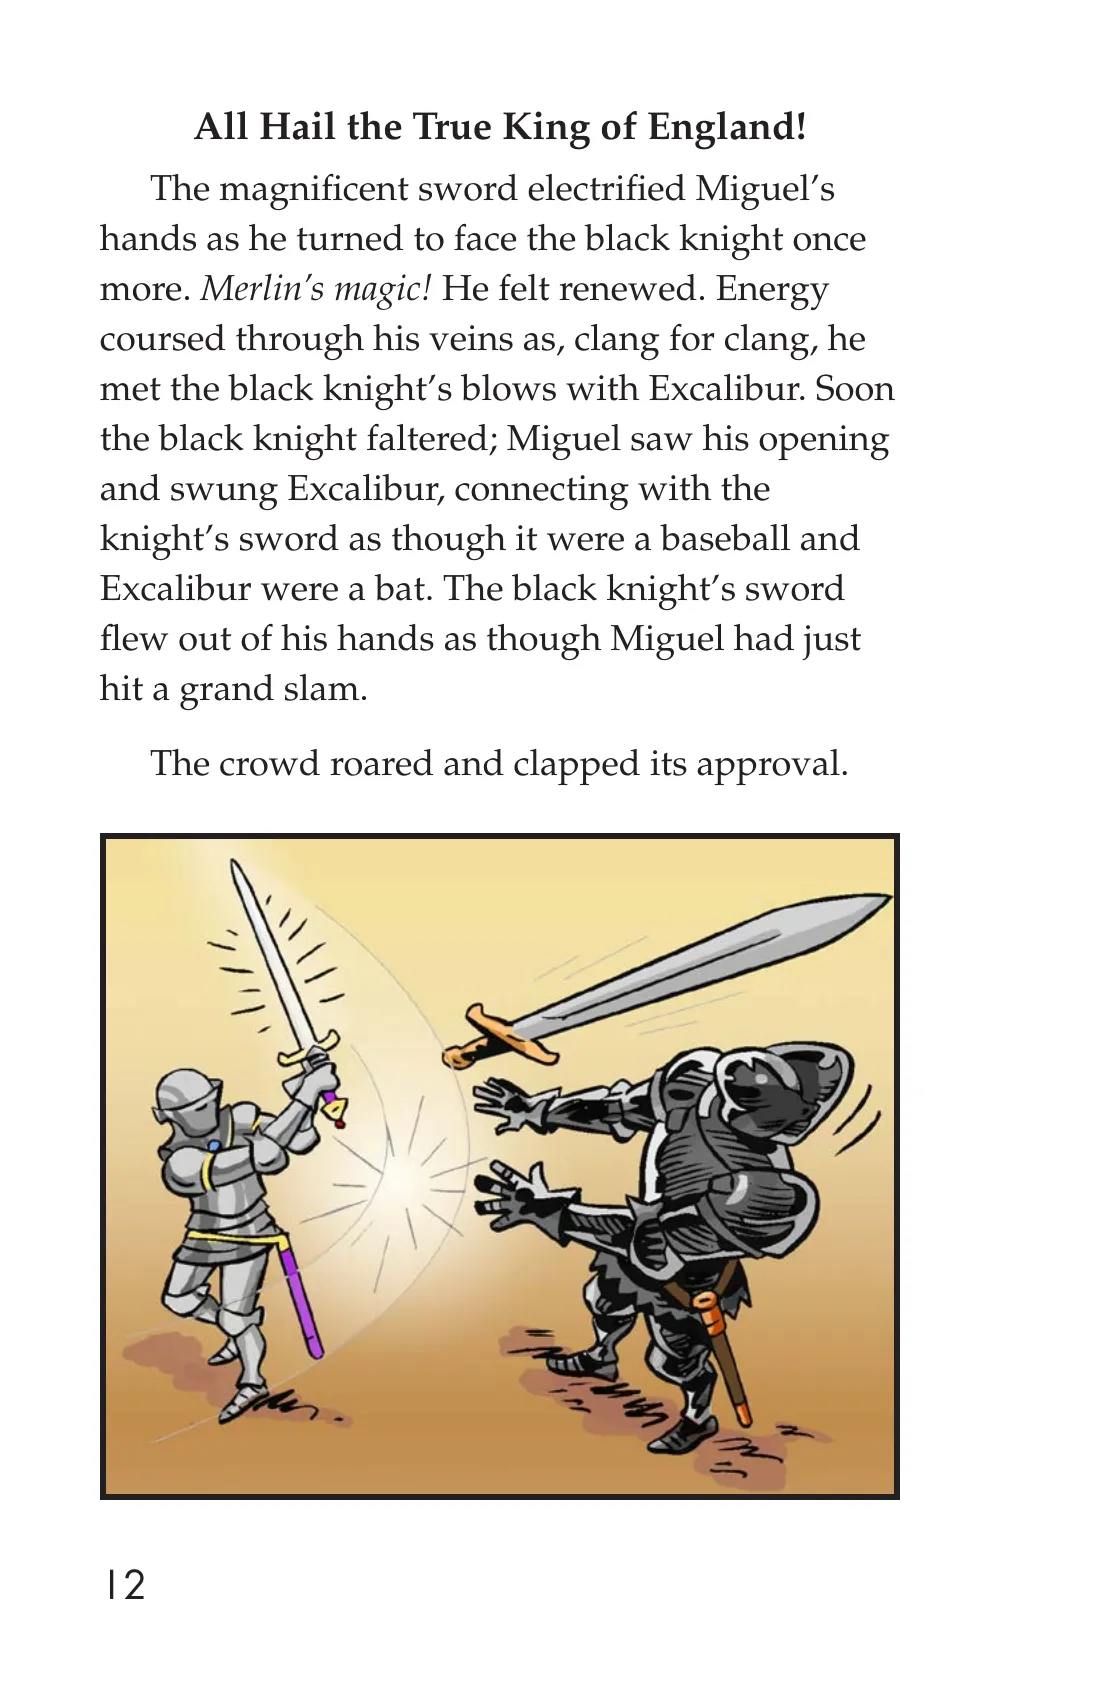 All Hail the True King of England!
The magnificent sword electrified Miguel’s
hands as he turned to face the black knight once
more. Merlin’s magic! He felt renewed. Energy
coursed through his veins as, clang for clang, he
met the black knight’s blows with Excalibur. Soon
the black knight faltered; Miguel saw his opening
and swung Excalibur, connecting with the
knight’s sword as though it were a baseball and
Excalibur were a bat. The black knight’s sword
flew out of his hands as though Miguel had just
hit a grand slam.
The crowd roared and clapped its approval.
12